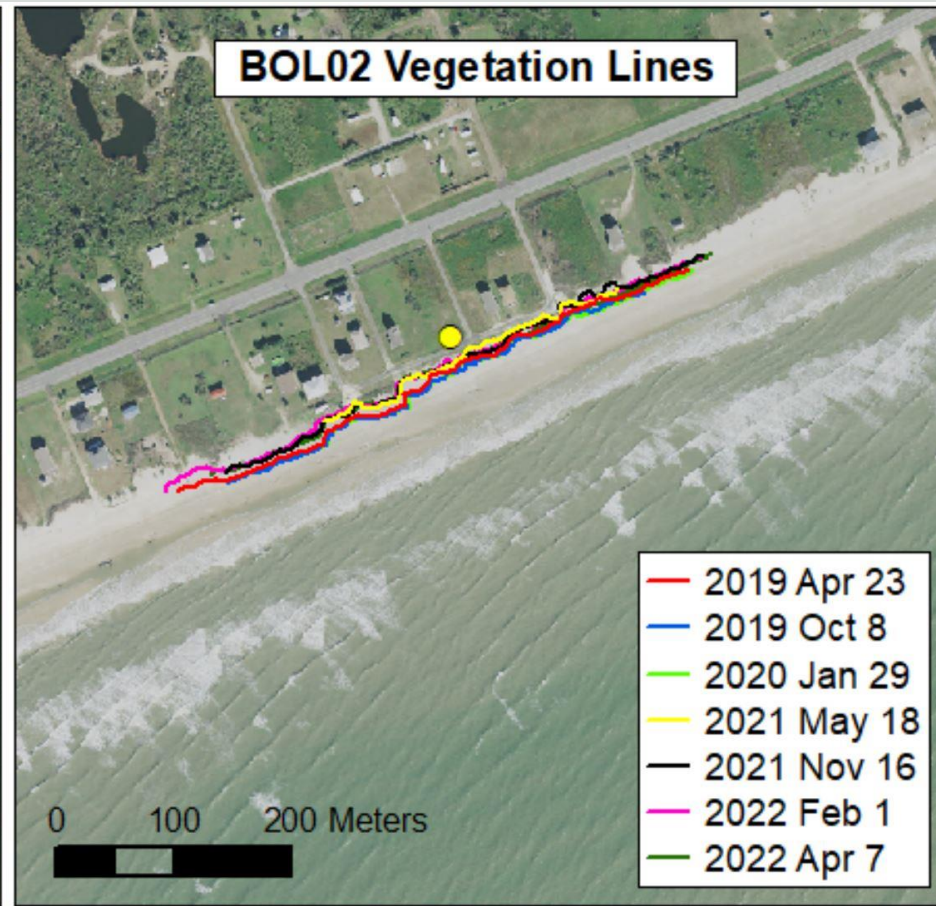 BOL02 Vegetation Lines
2019 Apr 23
2019 Oct 8
2020 Jan 29
2021 May 18
2021 Nov 16
2022 Feb 1
2022 Apr 7
0 100 200 Meters